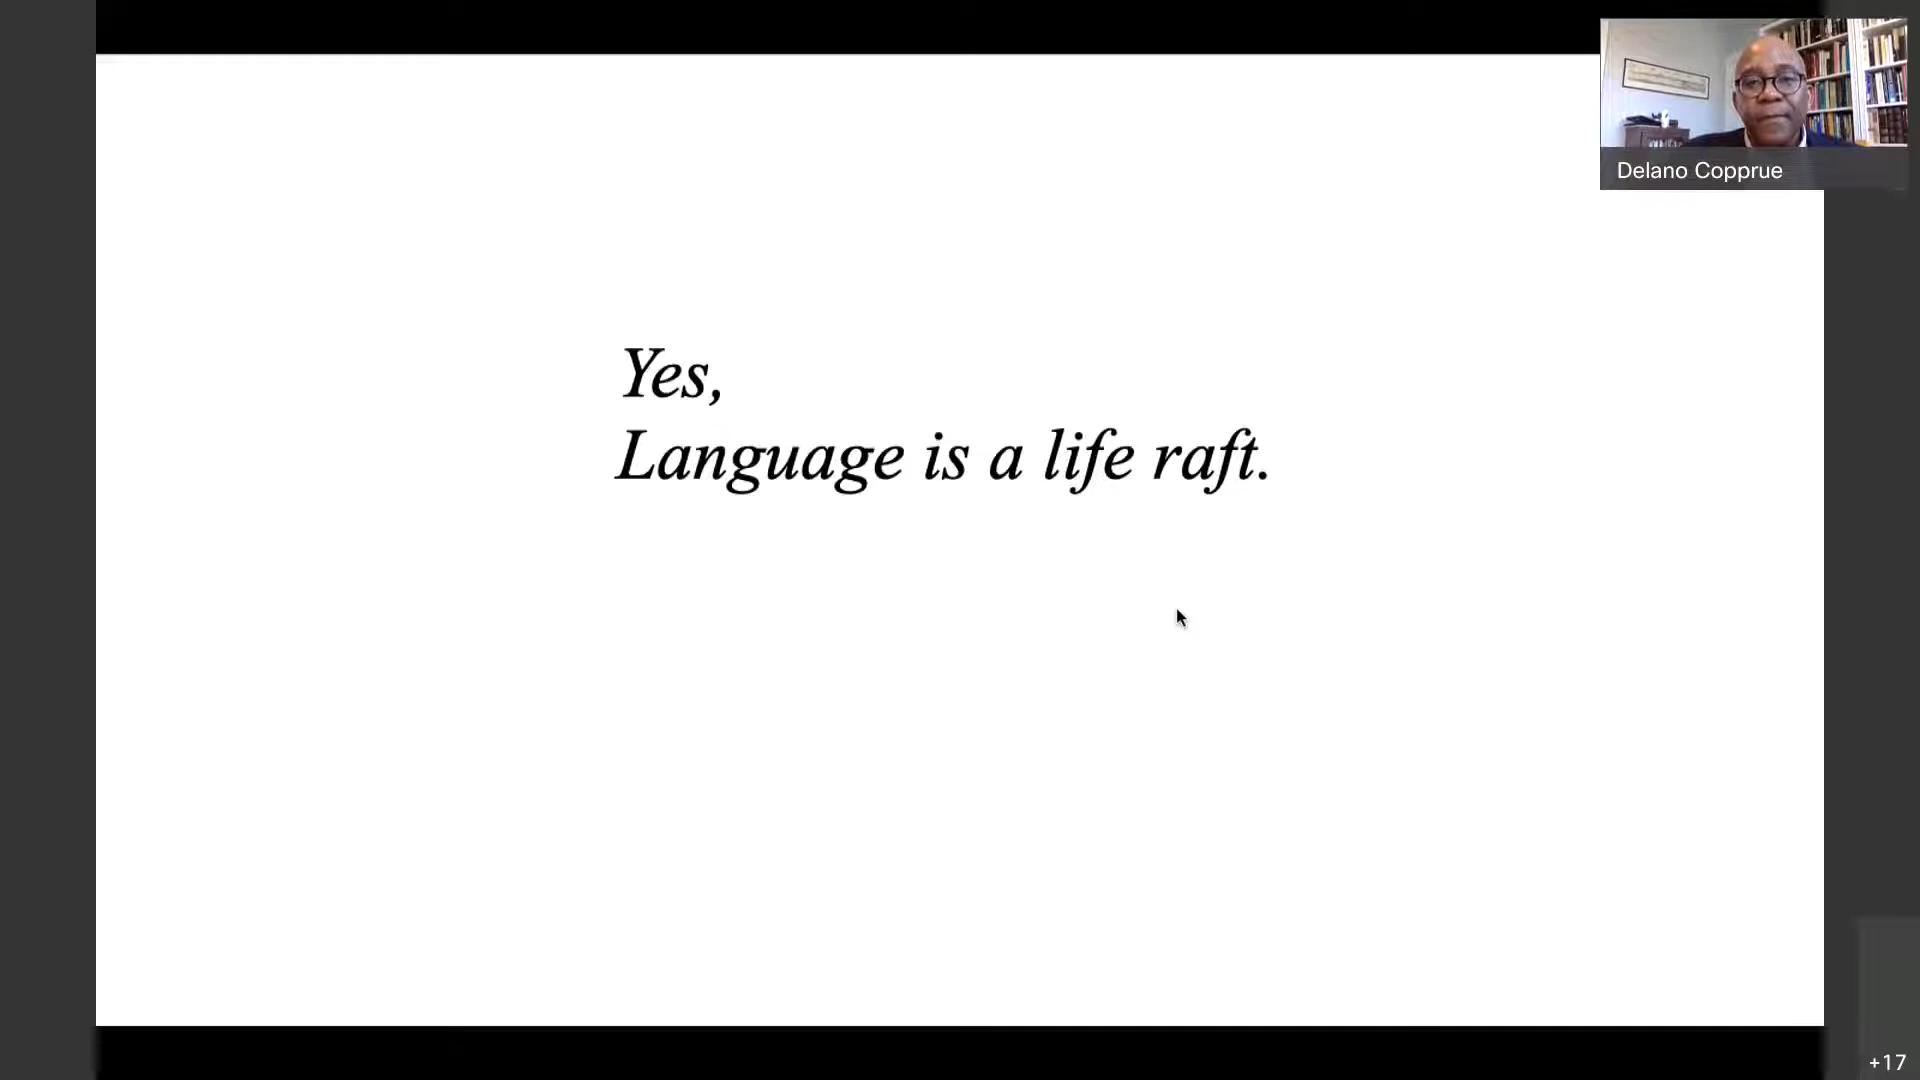 Delano Copprue
Yes,
Language is a life raft.
+17